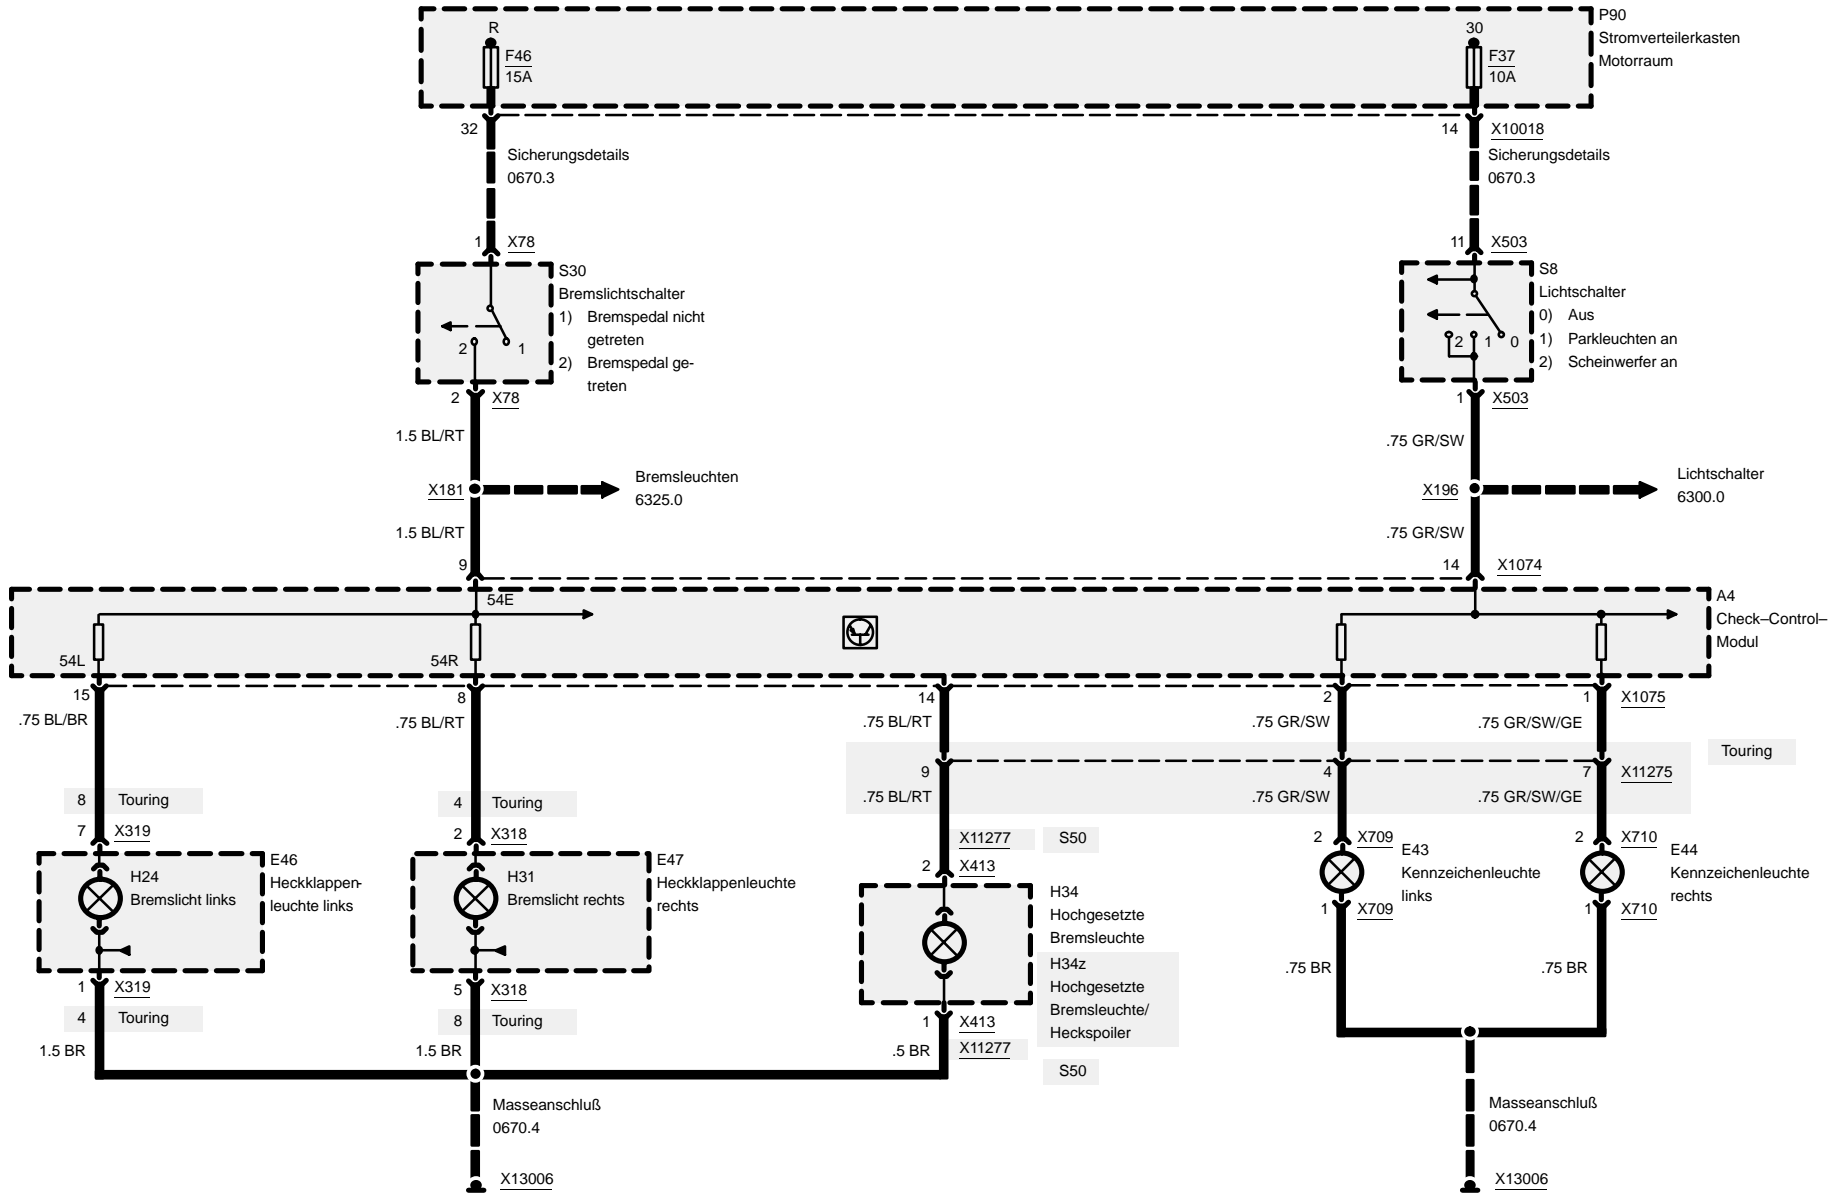 R
F46
15A
30
F37
10A
P90
Stromverteilerkasten
Motorraum
32
14
X10018
Sicherungsdetails
0670.3
Sicherungsdetails
0670.3
1
X78
11
X503
S30
Bremslichtschalter
1) Bremspedal nicht
getreten
2) Bremspedal ge-
treten
2
1
S8
Lichtschalter
0) Aus
1) Parkleuchten an
2) Scheinwerfer an
2
1
0
2
X78
1
X503
1.5 BL/RT
.75 GR/SW
X181
Bremsleuchten
6325.0
X196
Lichtschalter
6300.0
1.5 BL/RT
.75 GR/SW
9
14
X1074
54E
A4
Check–Control–
Modul
54L
54R
15
8
14
2
1
X1075
.75 BL/BR
.75 BL/RT
.75 BL/RT
.75 GR/SW
.75 GR/SW/GE
Touring
9
4
7
X11275
.75 BL/RT
.75 GR/SW
.75 GR/SW/GE
8 Touring
4 Touring
7
X319
2
X318
X11277
S50
2
X413
2
X709
2
X710
E46
Heckklappen-
leuchte links
H24
Bremslicht links
E47
Heckklappenleuchte
rechts
H31
Bremslicht rechts
H34
Hochgesetzte
Bremsleuchte
H34z
Hochgesetzte
Bremsleuchte/
Heckspoiler
E43
Kennzeichenleuchte
links
E44
Kennzeichenleuchte
rechts
1
X709
1
X710
.75 BR
.75 BR
1
X319
5
X318
4 Touring
8 Touring
1
X413
X11277
S50
1.5 BR
1.5 BR
.5 BR
Masseanschluß
0670.4
Masseanschluß
0670.4
X13006
X13006